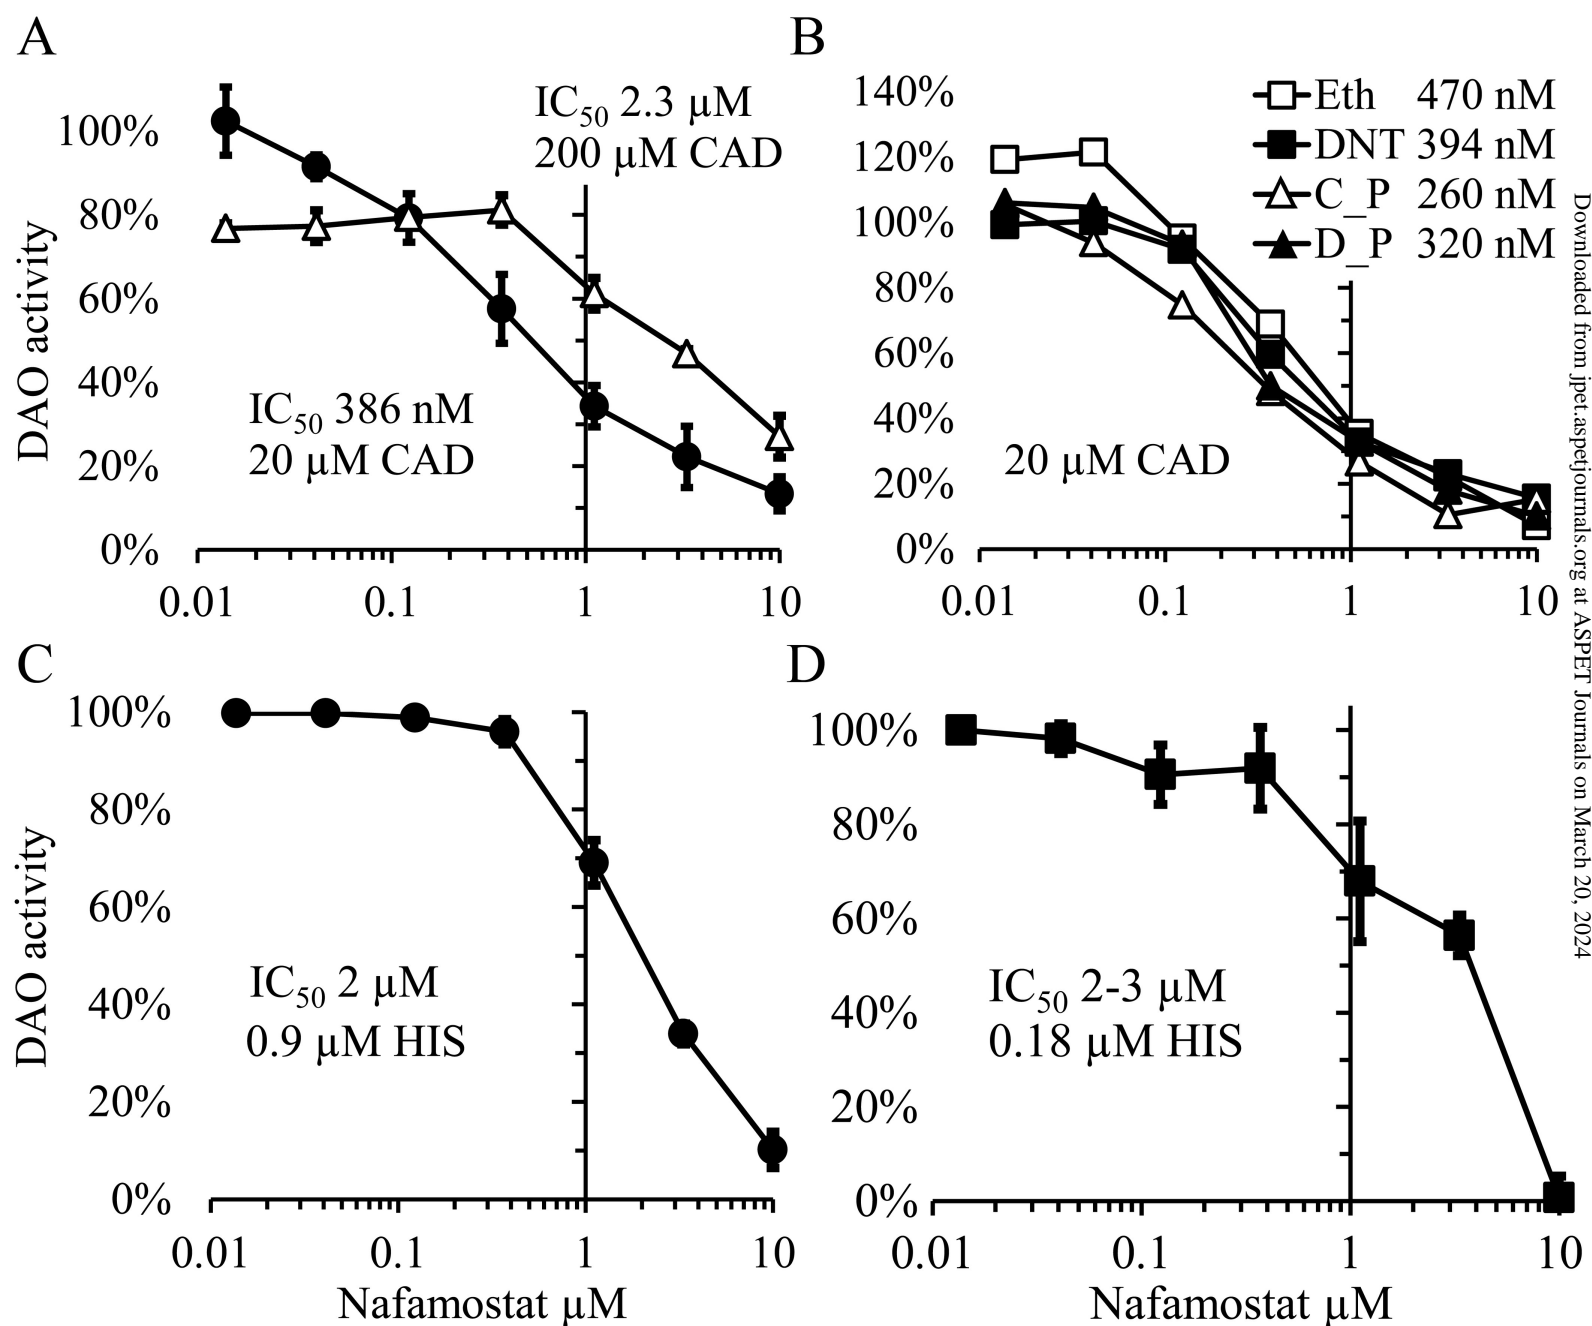 A
DAO activity
100%
80%
60%
40%
20%
0%
IC50 2.3 µM
200 µM CAD
IC50 386 nM
20 µM CAD
0.01 0.1 1 10
B
140%
120%
100%
80%
60%
40%
20%
0%
Eth 470 nM
DNT 394 nM
C_P 260 nM
D_P 320 nM
20 µM CAD
0.01 0.1 1 10
C
DAO activity
100%
80%
60%
40%
20%
0%
IC50 2 µM
0.9 µM HIS
0.01 0.1 1 10
Nafamostat µM
D
100%
80%
60%
40%
20%
0%
IC50 2-3 µM
0.18 µM HIS
0.01 0.1 1 10
Nafamostat µM
Downloaded from jpet.aspetjournals.org at ASPET Journals on March 20, 2024